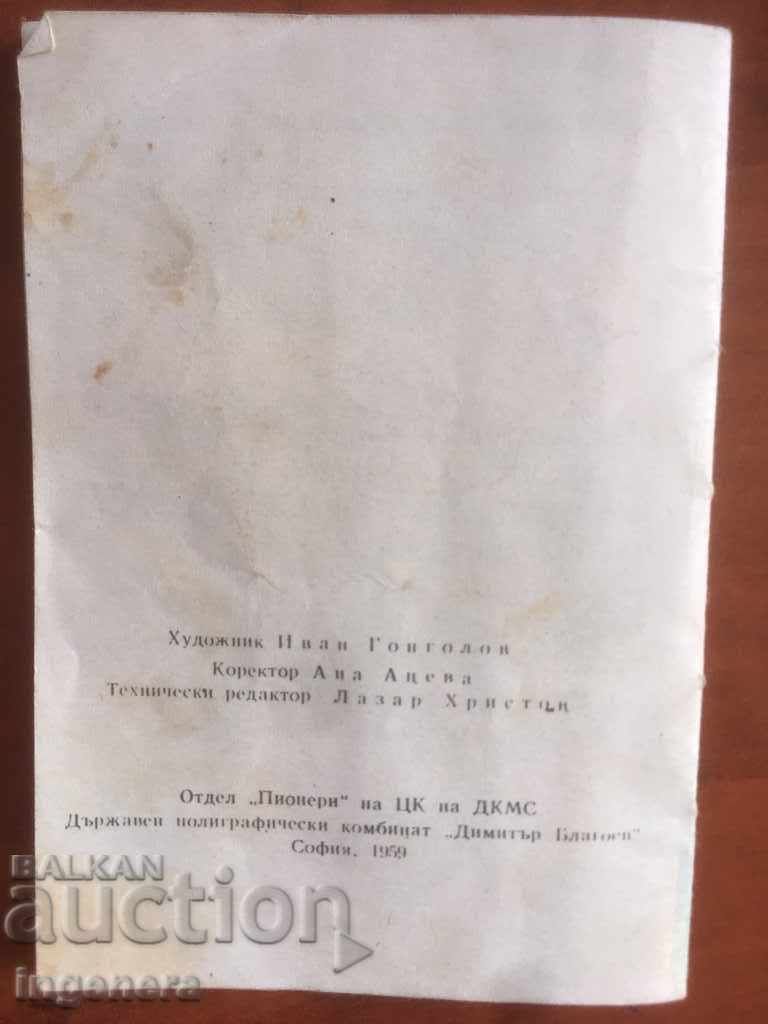 Художник Иван Гонголов
Коректор Ана Ацева
Технически редактор Лазар Христов
Отдел „Пионери“ на ЦК на ДКМС
Държавен полиграфически комбинат „Димитър Благоев“
София, 1959
BALKAN
auction
ingenera